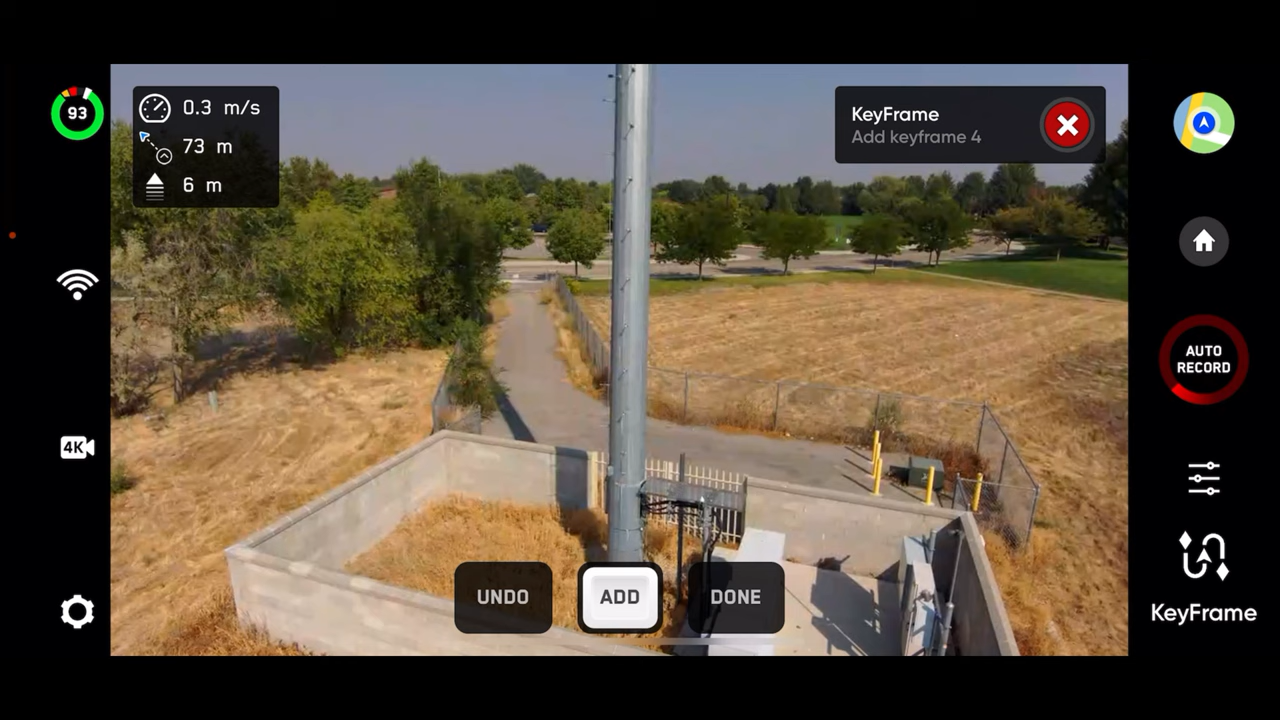 93
0.3 m/s
73 m
6 m
KeyFrame
Add keyframe 4
AUTO
RECORD
4K
UNDO
ADD
DONE
KeyFrame